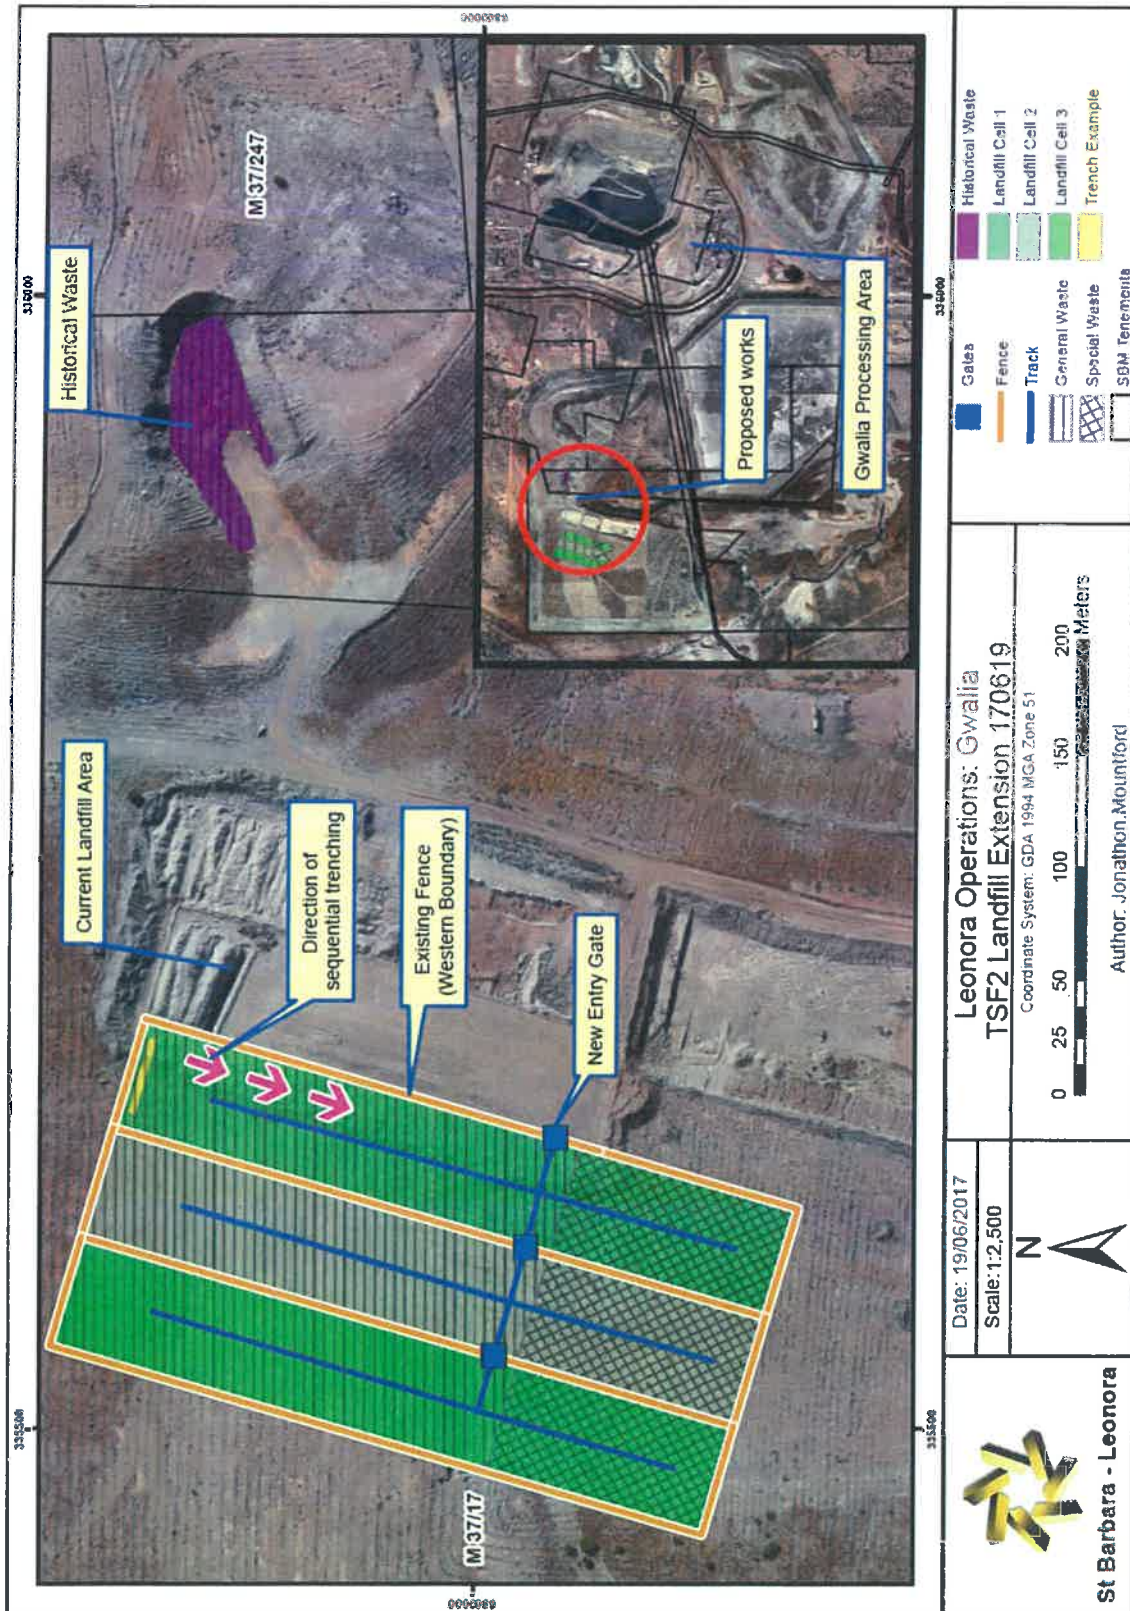 336000
335500
M 37/247
Historical Waste
Current Landfill Area
Direction of
sequential trenching
Existing Fence
(Western Boundary)
New Entry Gate
M 37/17
Proposed works
Gwalia Processing Area
335500
336000
St Barbara - Leonora
Date: 19/06/2017
Scale: 1:2,500
N
Leonora Operations: Gwalia
TSF2 Landfill Extension 170619
Coordinate System: GDA 1994 MGA Zone 51
0 25 50 100 150 200
Meters
Author: Jonathon.Mountford
Gates
Fence
Track
General Waste
Special Waste
SBM Tenements
Historical Waste
Landfill Cell 1
Landfill Cell 2
Landfill Cell 3
Trench Example